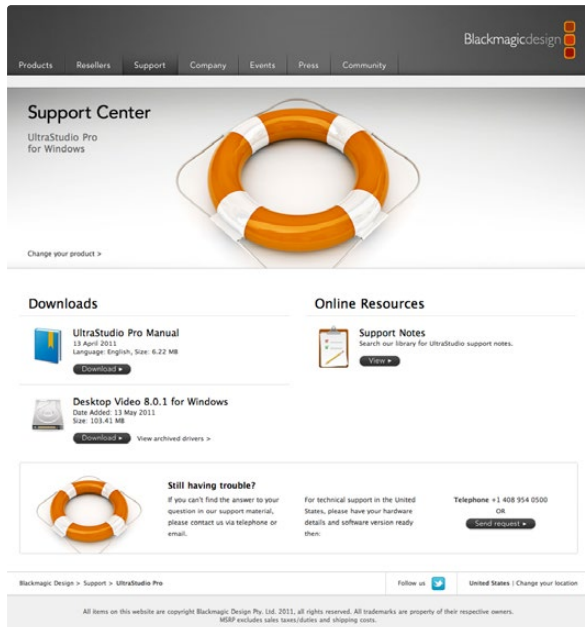 Blackmagicdesign
Products Resellers Support Company Events Press Community
Support Center
UltraStudio Pro
for Windows
Change your product >
Downloads
UltraStudio Pro Manual
13 April 2011
Language: English, Size: 6.22 MB
Download
Desktop Video 8.0.1 for Windows
Date Added: 13 May 2011
Size: 103.41 MB
Download View archived drivers >
Online Resources
Support Notes
Search our library for UltraStudio support notes.
View
Still having trouble?
If you can't find the answer to your
question in our support material,
please contact us via telephone or
email.
For technical support in the United
States, please have your hardware
details and software version ready
then:
Telephone +1 408 954 0500
OR
Send request
Blackmagic Design > Support > UltraStudio Pro
Follow us
United States | Change your location
All items on this website are copyright Blackmagic Design Pty. Ltd. 2011, all rights reserved. All trademarks are property of their respective owners.
MSRP excludes sales taxes/duties and shipping costs.